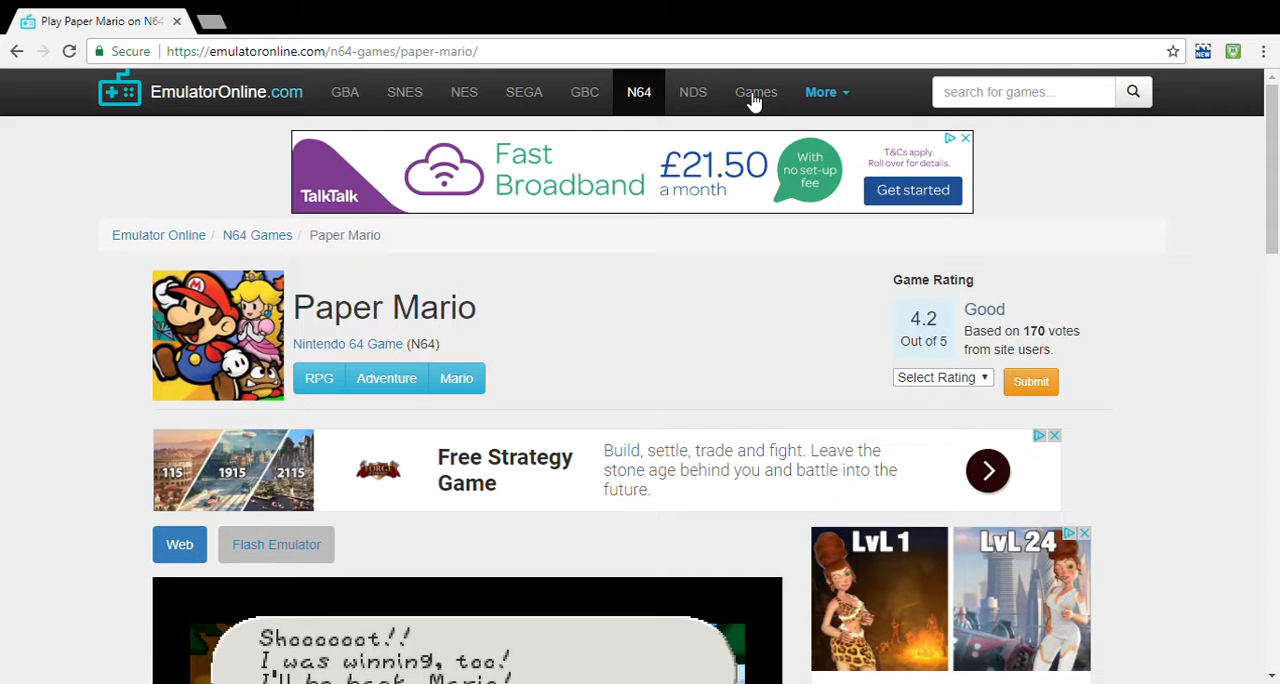 Play Paper Mario on N64
Secure https://emulatoronline.com/n64-games/paper-mario/
EmulatorOnline.com GBA SNES NES SEGA GBC N64 NDS Games More search for games...
TalkTalk
Fast
Broadband
£21.50
a month
With
no set-up
fee
T&Cs apply.
Roll over for details.
Get started
Emulator Online / N64 Games / Paper Mario
Paper Mario
Nintendo 64 Game (N64)
RPG Adventure Mario
Game Rating
4.2
Out of 5
Good
Based on 170 votes
from site users.
Select Rating Submit
115 1915 2115
Free Strategy
Game
Build, settle, trade and fight. Leave the
stone age behind you and battle into the
future.
Web Flash Emulator
LvL 1 LvL 24
Shoooooot!!
I was winning, too!
I'll be back, Mario!